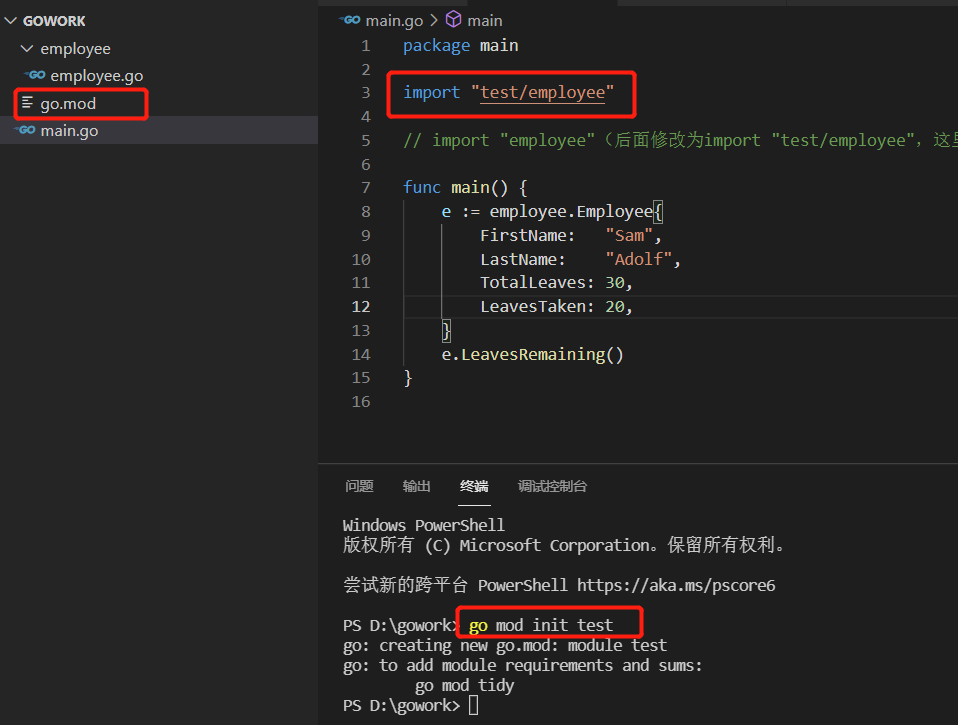 GOWORK
employee
GO employee.go
go.mod
GO main.go
GO main.go > main
1 package main
2
3 import "test/employee"
4
5 // import "employee"（后面修改为import "test/employee"，这
6
7 func main() {
8 e := employee.Employee{
9 FirstName: "Sam",
10 LastName: "Adolf",
11 TotalLeaves: 30,
12 LeavesTaken: 20,
13 }
14 e.LeavesRemaining()
15 }
16
问题 输出 终端 调试控制台
Windows PowerShell
版权所有 (C) Microsoft Corporation。保留所有权利。
尝试新的跨平台 PowerShell https://aka.ms/pscore6
PS D:\gowork> go mod init test
go: creating new go.mod: module test
go: to add module requirements and sums:
go mod tidy
PS D:\gowork>